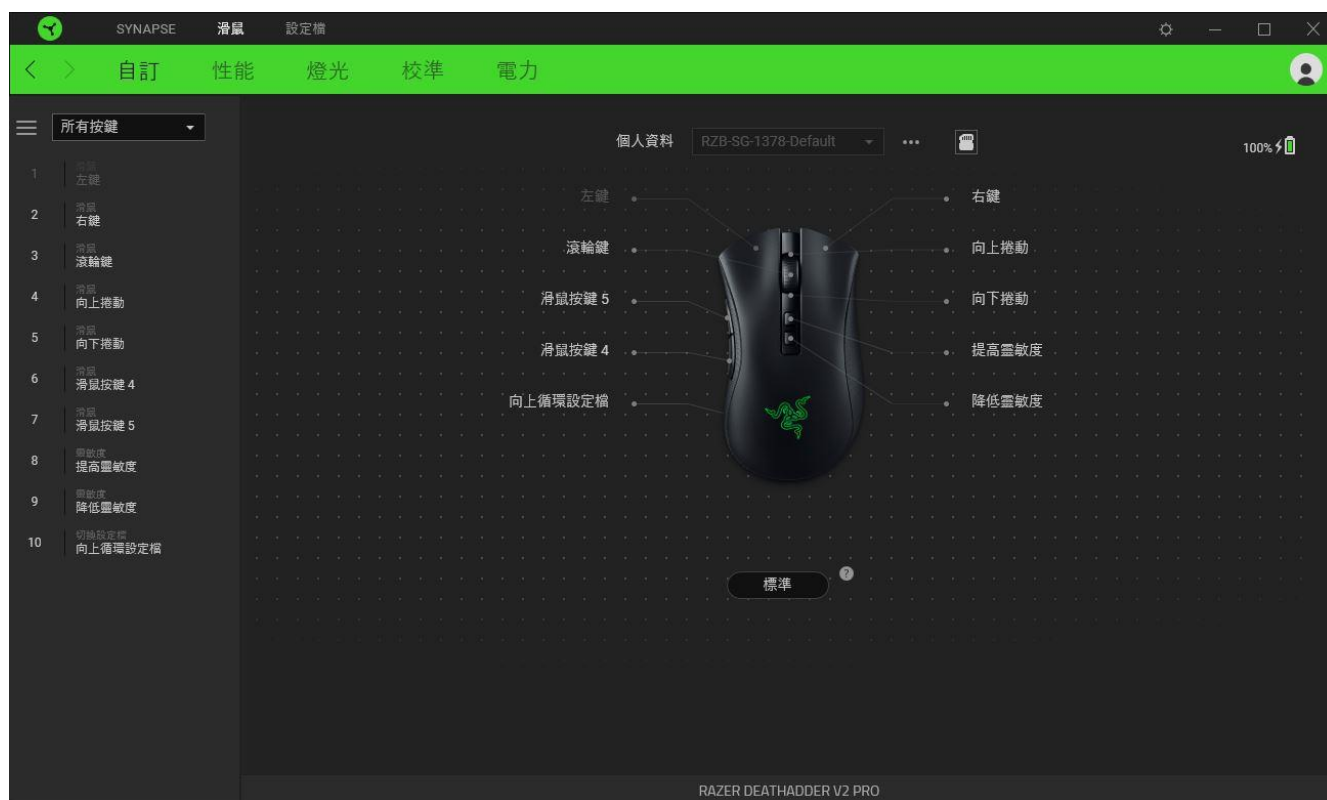 SYNAPSE 滑鼠 設定檔
自訂 性能 燈光 校準 電力
所有按鍵
個人資料 RZB-SG-1378-Default
100%
1 滑鼠
左鍵
2 滑鼠
右鍵
3 滑鼠
滾輪鍵
4 滑鼠
向上捲動
5 滑鼠
向下捲動
6 滑鼠
滑鼠按鍵 4
7 滑鼠
滑鼠按鍵 5
8 靈敏度
提高靈敏度
9 靈敏度
降低靈敏度
10 切換設定檔
向上循環設定檔
左鍵 右鍵
滾輪鍵 向上捲動
滑鼠按鍵 5 向下捲動
滑鼠按鍵 4 提高靈敏度
向上循環設定檔 降低靈敏度
標準 ?
RAZER DEATHADDER V2 PRO